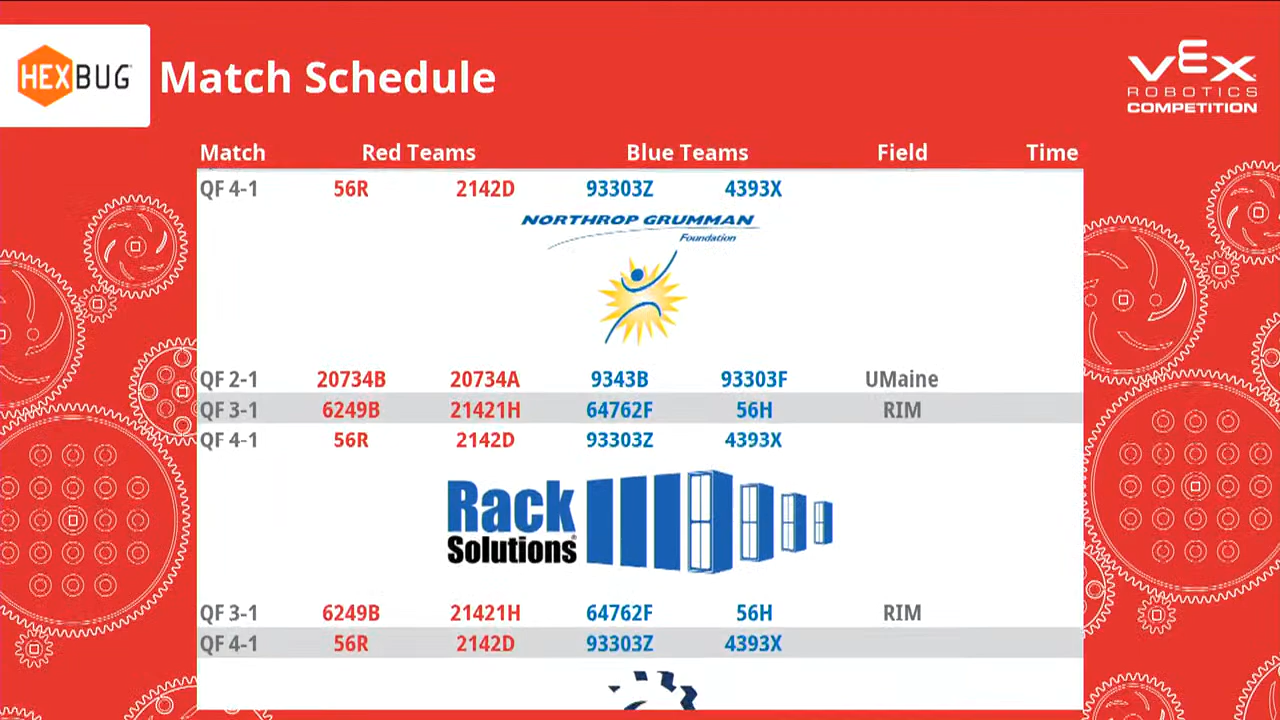 HEXBUG Match Schedule
VEX
ROBOTICS
COMPETITION
Match Red Teams Blue Teams Field Time
QF 4-1 56R 2142D 93303Z 4393X
NORTHROP GRUMMAN
Foundation
QF 2-1 20734B 20734A 9343B 93303F UMaine
QF 3-1 6249B 21421H 64762F 56H RIM
QF 4-1 56R 2142D 93303Z 4393X
Rack
Solutions
QF 3-1 6249B 21421H 64762F 56H RIM
QF 4-1 56R 2142D 93303Z 4393X